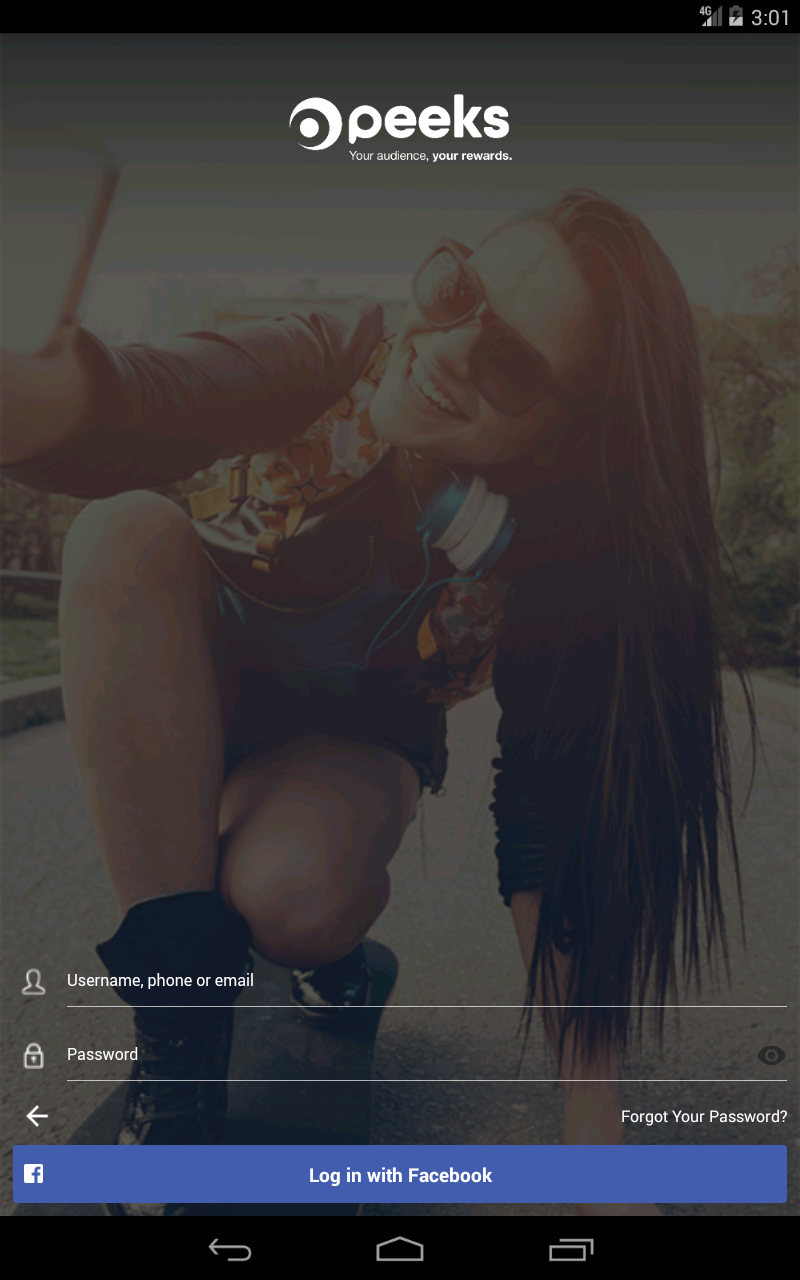 4G 3:01
peeks
Your audience, your rewards.
Username, phone or email
Password
Forgot Your Password?
Log in with Facebook